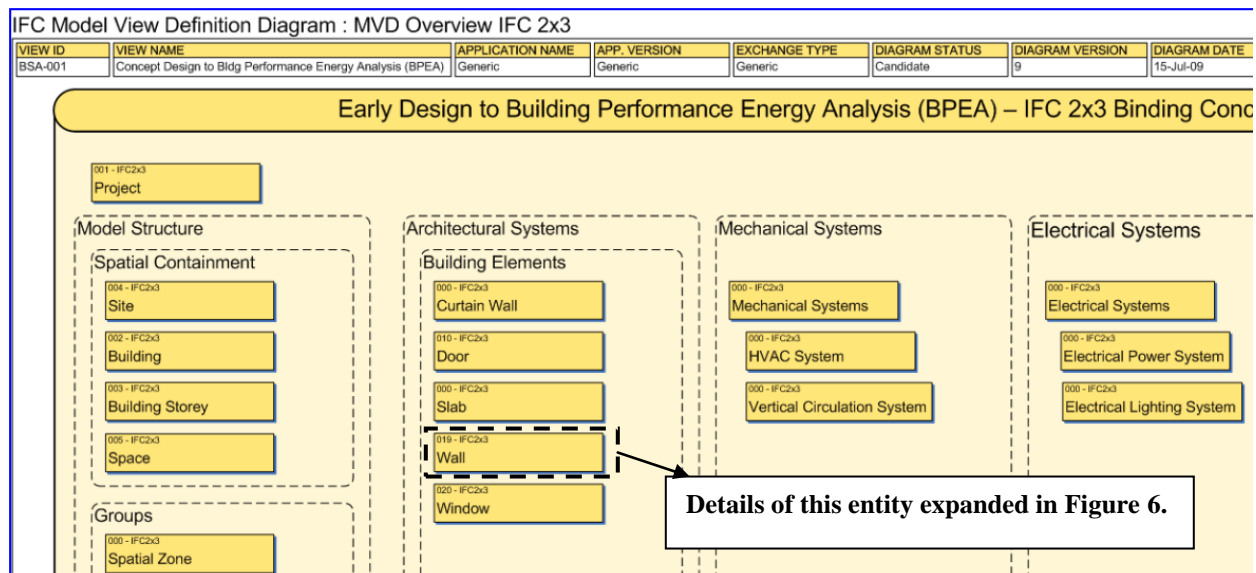 IFC Model View Definition Diagram : MVD Overview IFC 2x3
VIEW ID VIEW NAME APPLICATION NAME APP. VERSION EXCHANGE TYPE DIAGRAM STATUS DIAGRAM VERSION DIAGRAM DATE
BSA-001 Concept Design to Bldg Performance Energy Analysis (BPEA) Generic Generic Generic Candidate 9 15-Jul-09
Early Design to Building Performance Energy Analysis (BPEA) – IFC 2x3 Binding Conc
001 - IFC2x3
Project
Model Structure
Spatial Containment
004 - IFC2x3
Site
002 - IFC2x3
Building
003 - IFC2x3
Building Storey
005 - IFC2x3
Space
Groups
000 - IFC2x3
Spatial Zone
Architectural Systems
Building Elements
000 - IFC2x3
Curtain Wall
010 - IFC2x3
Door
000 - IFC2x3
Slab
019 - IFC2x3
Wall
020 - IFC2x3
Window
Mechanical Systems
000 - IFC2x3
Mechanical Systems
000 - IFC2x3
HVAC System
000 - IFC2x3
Vertical Circulation System
Electrical Systems
000 - IFC2x3
Electrical Systems
000 - IFC2x3
Electrical Power System
000 - IFC2x3
Electrical Lighting System
Details of this entity expanded in Figure 6.